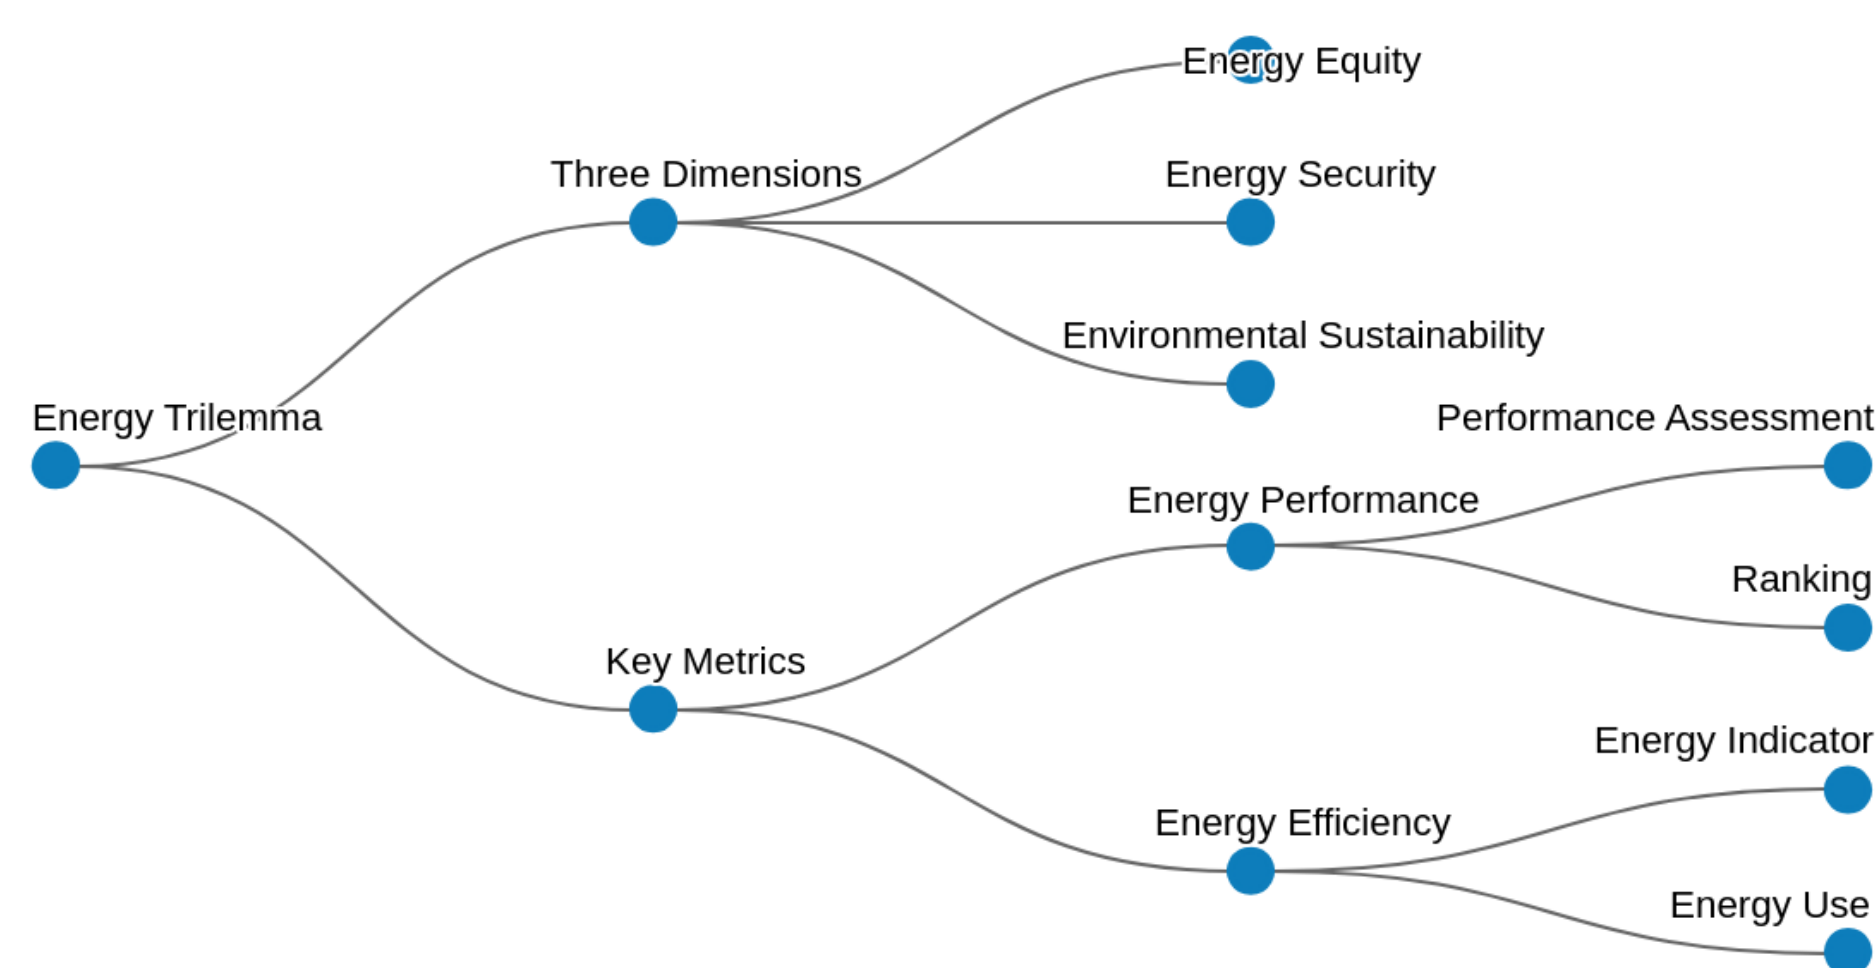 Energy Equity
Three Dimensions
Energy Security
Environmental Sustainability
Energy Trilemma
Performance Assessment
Energy Performance
Ranking
Key Metrics
Energy Indicator
Energy Efficiency
Energy Use